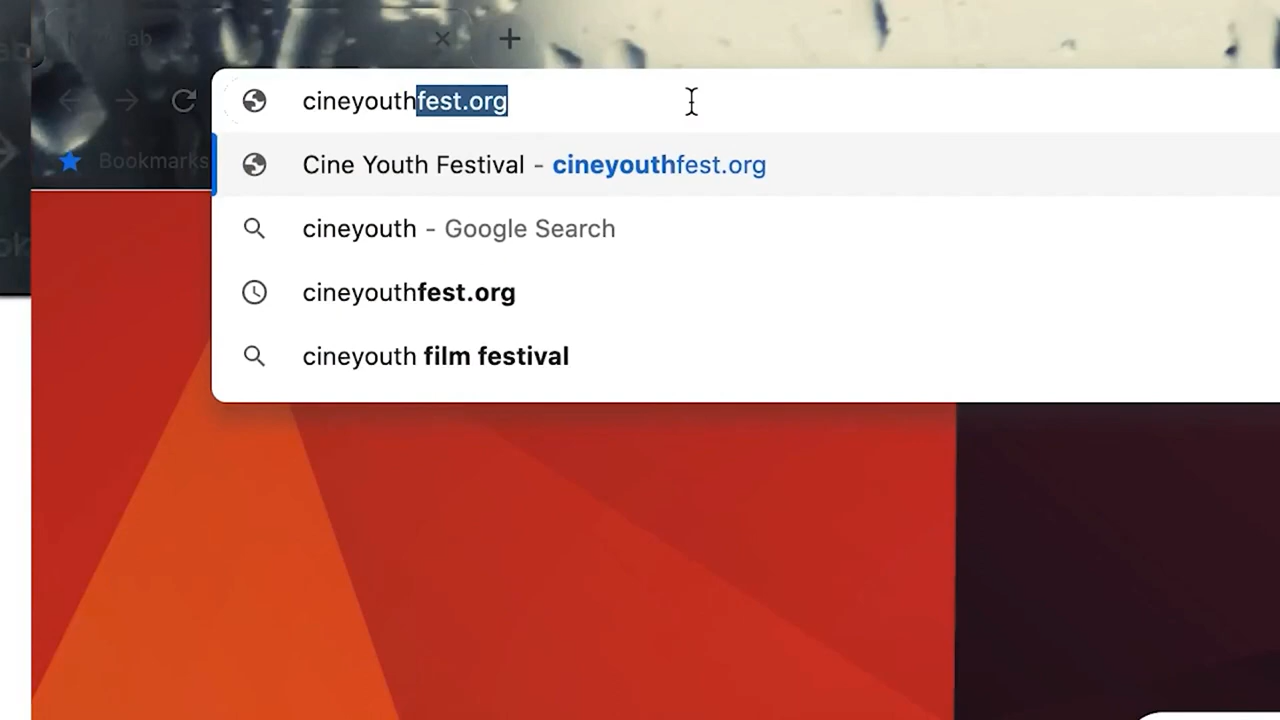 cineyouthfest.org
Bookmarks
Cine Youth Festival - cineyouthfest.org
cineyouth - Google Search
cineyouthfest.org
cineyouth film festival